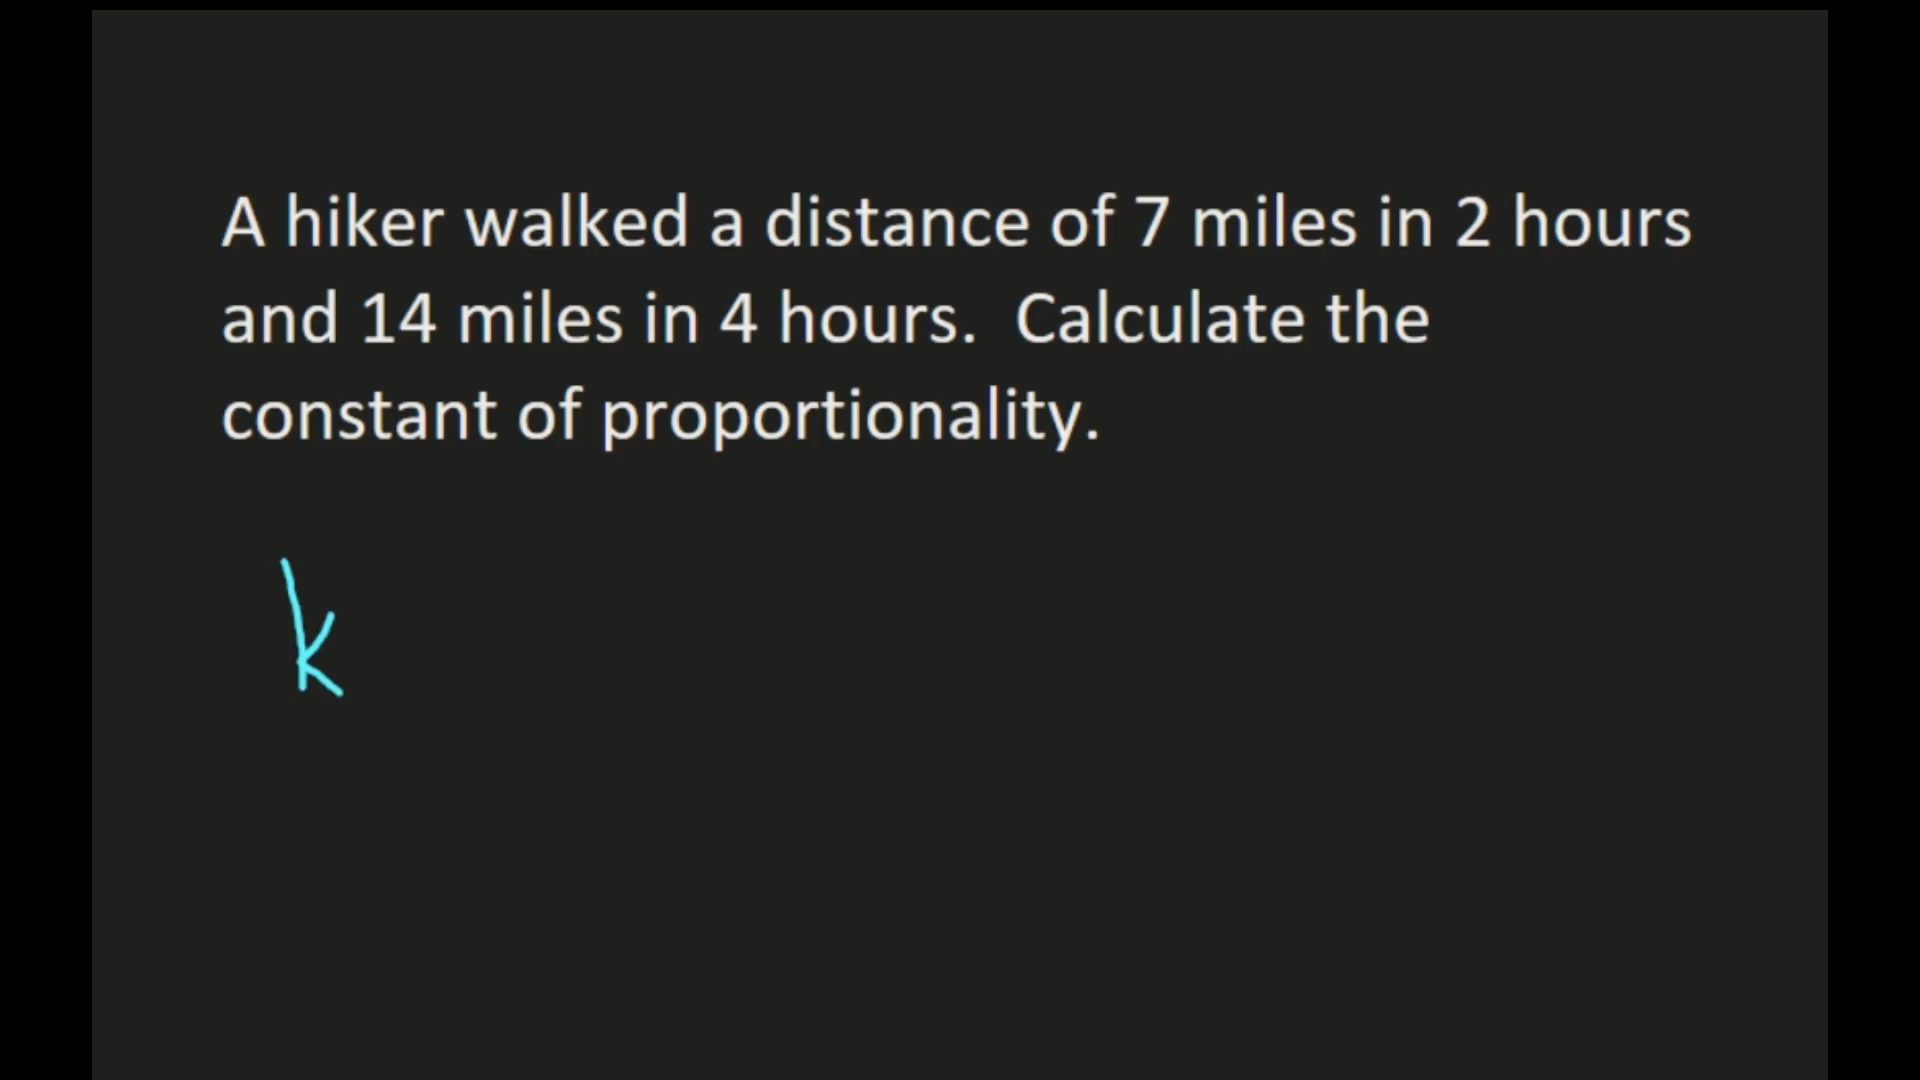 A hiker walked a distance of 7 miles in 2 hours
and 14 miles in 4 hours.  Calculate the
constant of proportionality.
k